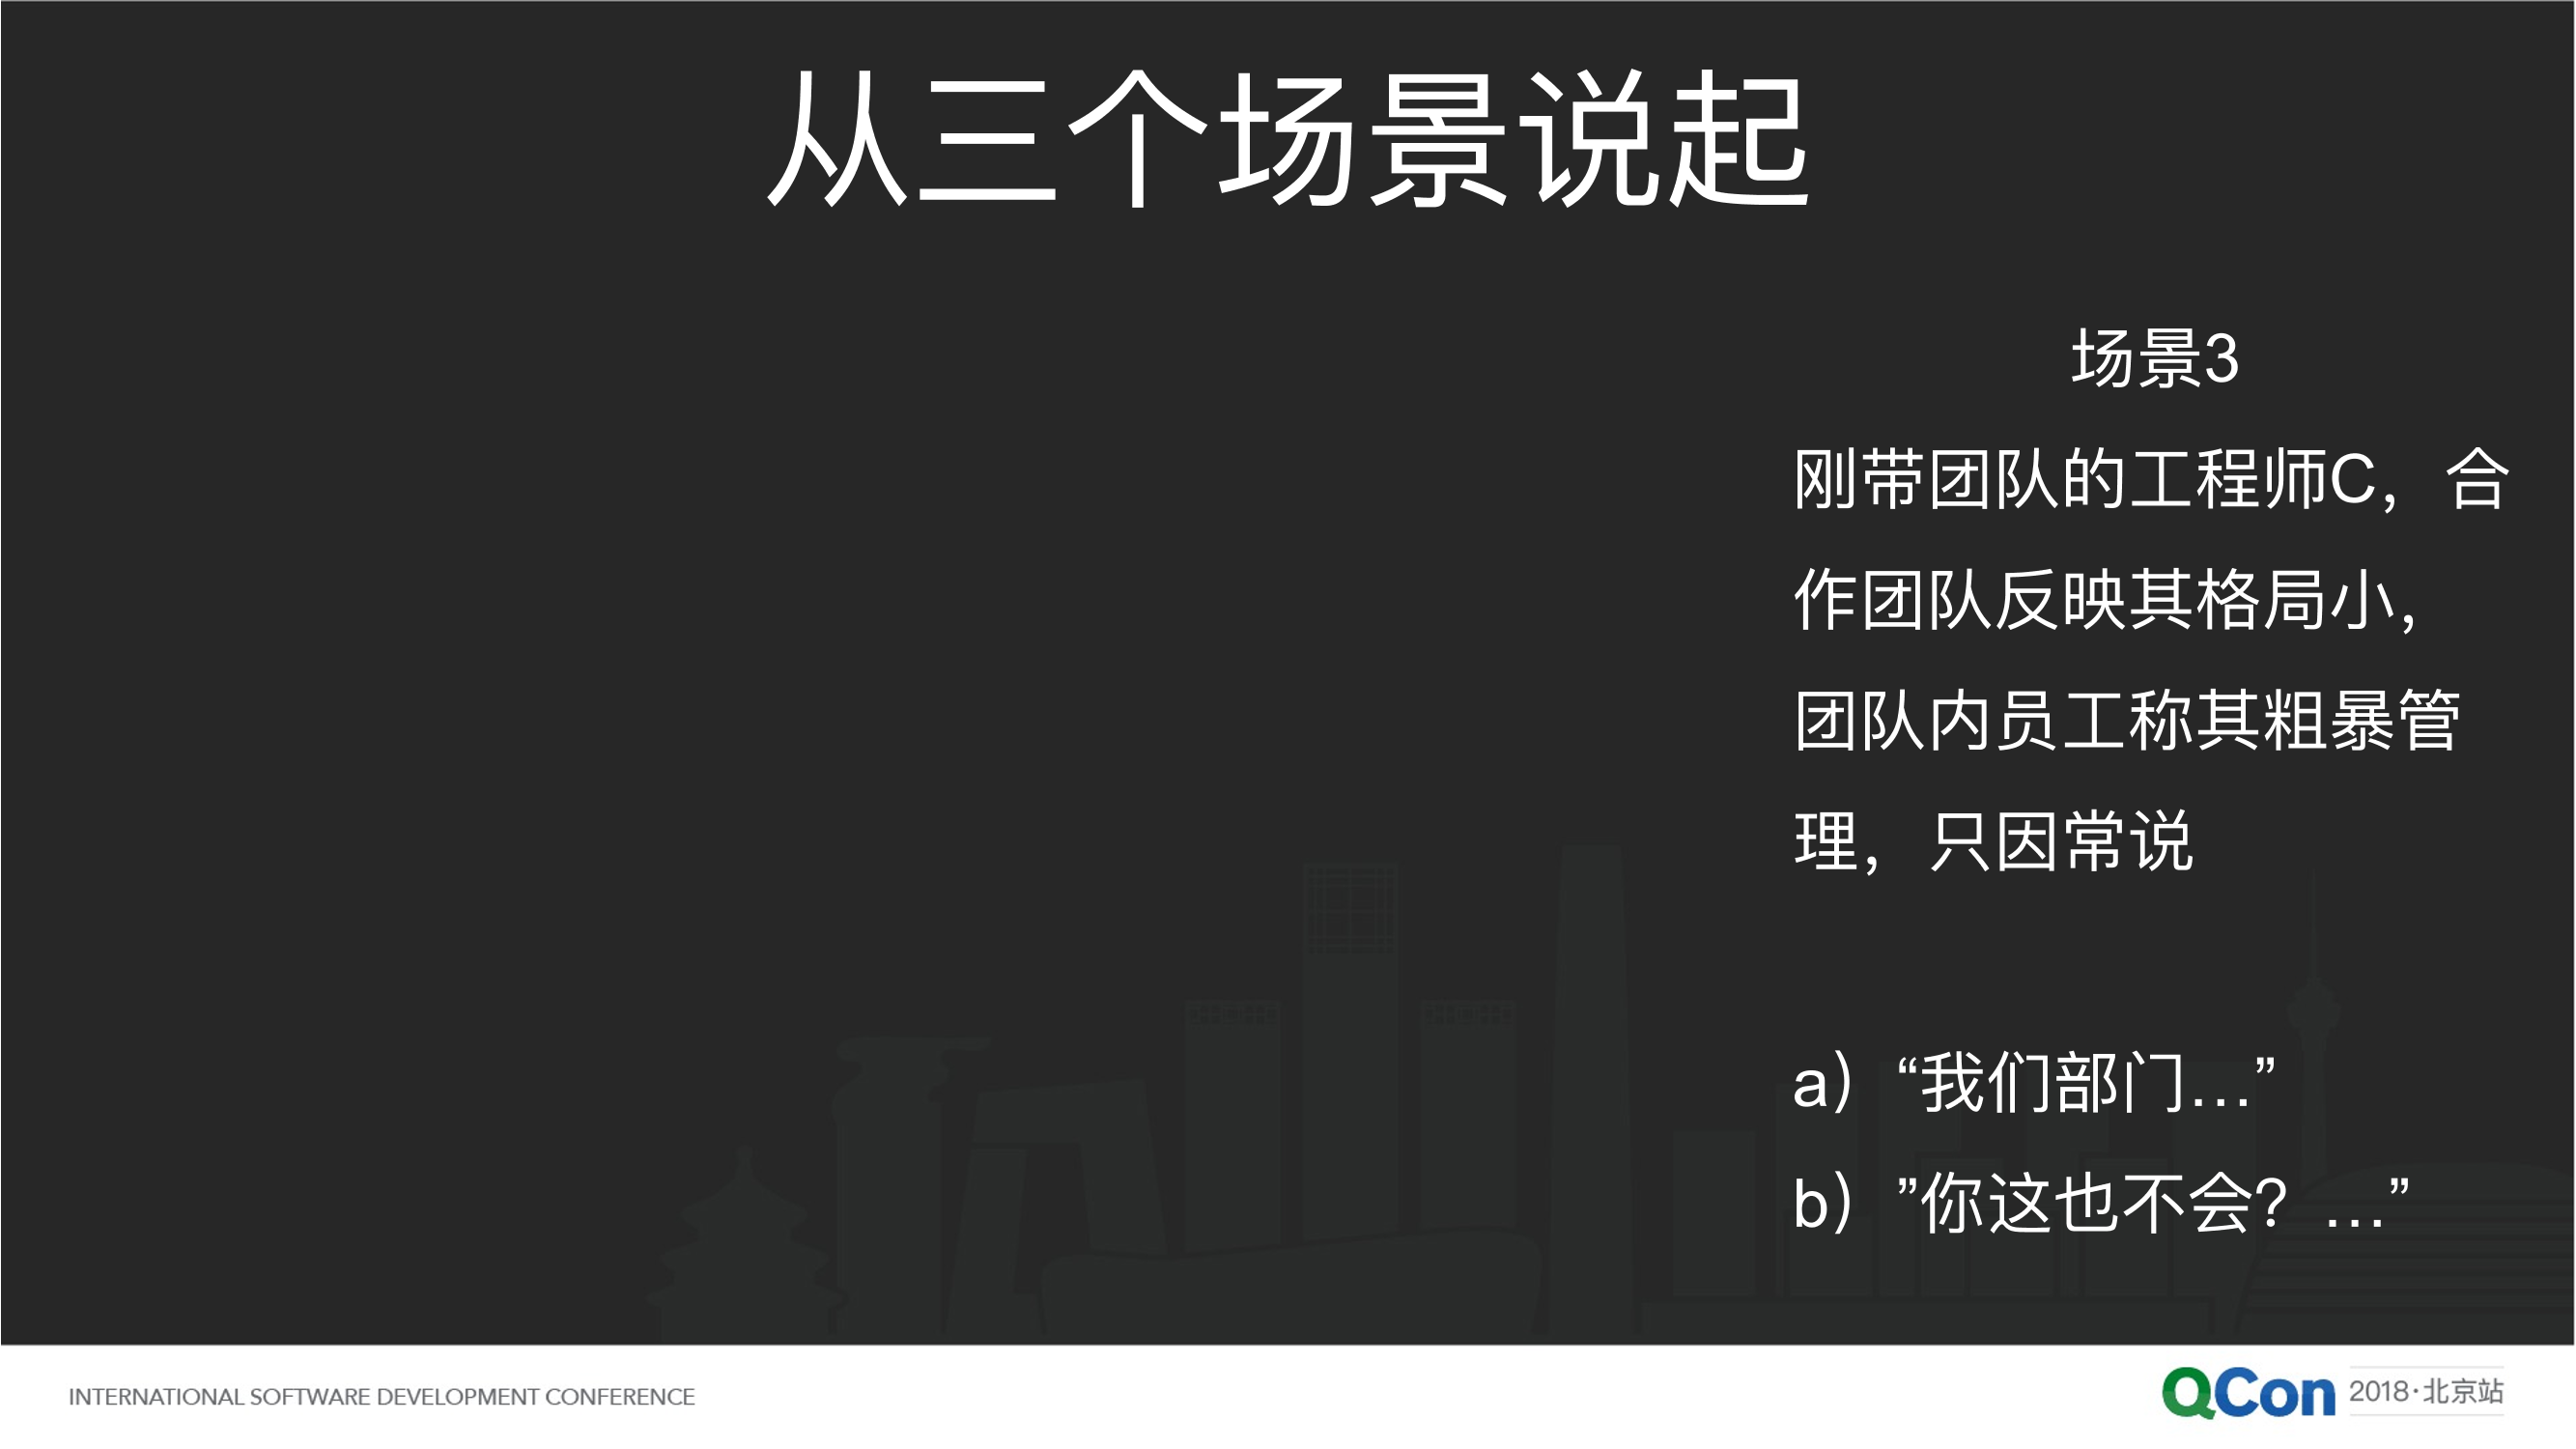 从三个场景说起
场景3
刚带团队的工程师C，合
作团队反映其格局小，
团队内员工称其粗暴管
理，只因常说
a）“我们部门…”
b）”你这也不会？…”
INTERNATIONAL SOFTWARE DEVELOPMENT CONFERENCE
QCon 2018·北京站